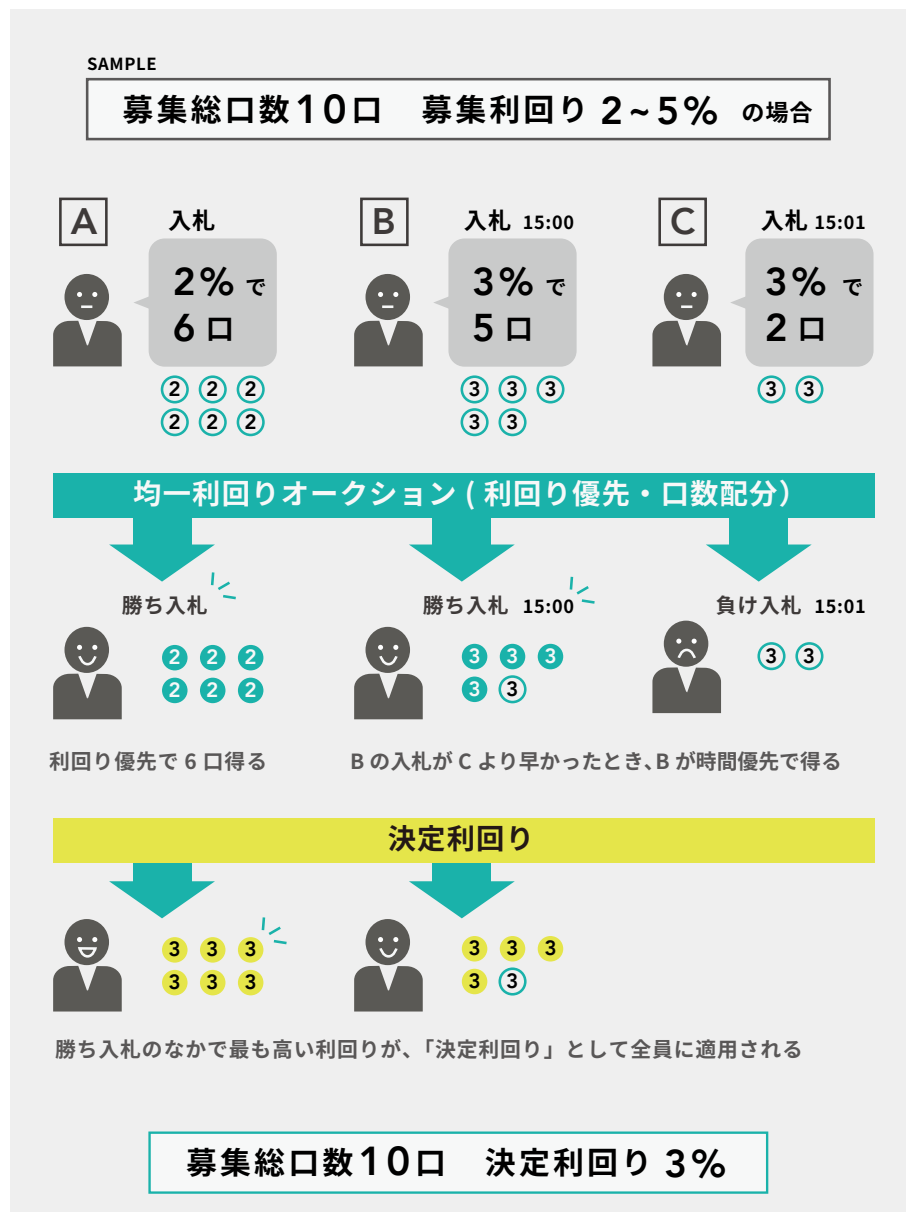 SAMPLE
募集総口数10口　募集利回り 2~5% の場合
A
入札
2% で
6 口
2 2 2
2 2 2
B
入札 15:00
3% で
5 口
3 3 3
3 3
C
入札 15:01
3% で
2 口
3 3
均一利回りオークション ( 利回り優先・口数配分）
勝ち入札
2 2 2
2 2 2
勝ち入札 15:00
3 3 3
3 3
負け入札 15:01
3 3
利回り優先で 6 口得る
B の入札が C より早かったとき、B が時間優先で得る
決定利回り
3 3 3
3 3 3
3 3 3
3 3
勝ち入札のなかで最も高い利回りが、「決定利回り」として全員に適用される
募集総口数10口　決定利回り 3%